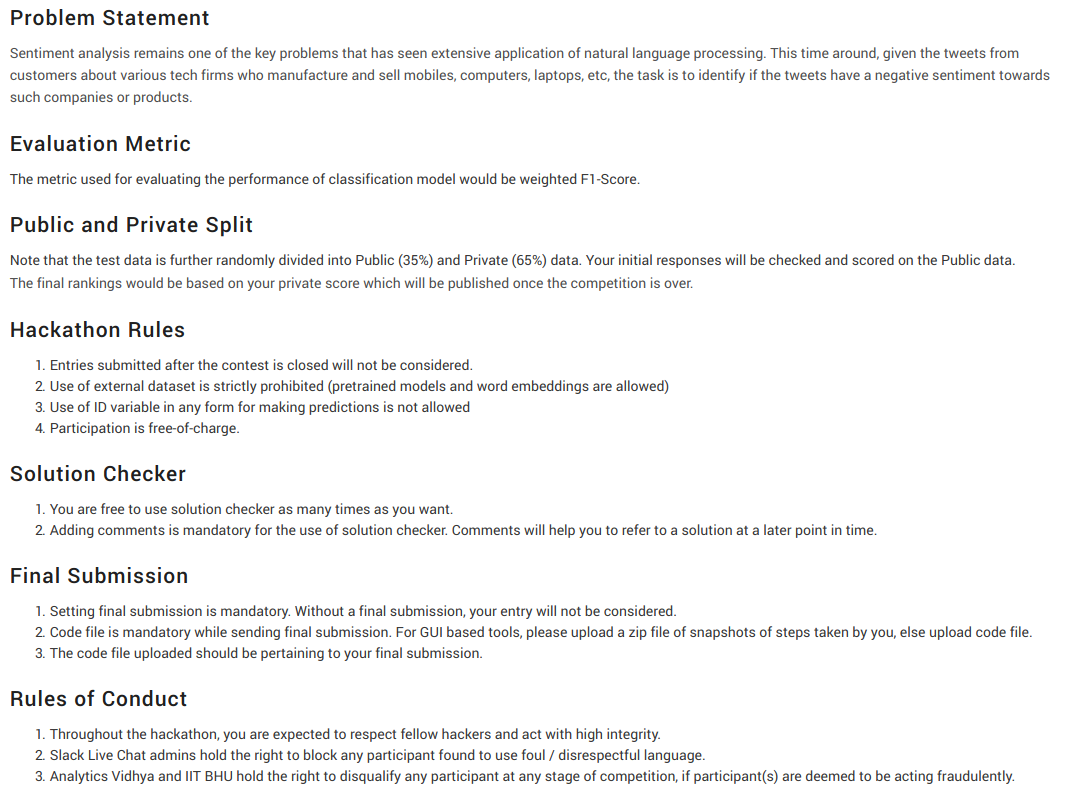 Problem Statement
Sentiment analysis remains one of the key problems that has seen extensive application of natural language processing. This time around, given the tweets from
customers about various tech firms who manufacture and sell mobiles, computers, laptops, etc, the task is to identify if the tweets have a negative sentiment towards
such companies or products.
Evaluation Metric
The metric used for evaluating the performance of classification model would be weighted F1-Score.
Public and Private Split
Note that the test data is further randomly divided into Public (35%) and Private (65%) data. Your initial responses will be checked and scored on the Public data.
The final rankings would be based on your private score which will be published once the competition is over.
Hackathon Rules
1. Entries submitted after the contest is closed will not be considered.
2. Use of external dataset is strictly prohibited (pretrained models and word embeddings are allowed)
3. Use of ID variable in any form for making predictions is not allowed
4. Participation is free-of-charge.
Solution Checker
1. You are free to use solution checker as many times as you want.
2. Adding comments is mandatory for the use of solution checker. Comments will help you to refer to a solution at a later point in time.
Final Submission
1. Setting final submission is mandatory. Without a final submission, your entry will not be considered.
2. Code file is mandatory while sending final submission. For GUI based tools, please upload a zip file of snapshots of steps taken by you, else upload code file.
3. The code file uploaded should be pertaining to your final submission.
Rules of Conduct
1. Throughout the hackathon, you are expected to respect fellow hackers and act with high integrity.
2. Slack Live Chat admins hold the right to block any participant found to use foul / disrespectful language.
3. Analytics Vidhya and IIT BHU hold the right to disqualify any participant at any stage of competition, if participant(s) are deemed to be acting fraudulently.